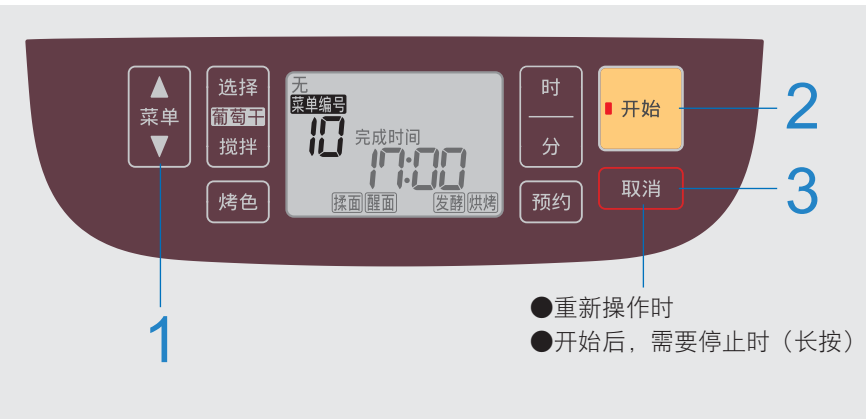 ▲
菜单
▼
选择
葡萄干
搅拌
烤色
无
菜单编号
10
完成时间
17:00
揉面 醒面 发酵 烘烤
时
分
预约
开始
取消
1
2
3
●重新操作时
●开始后，需要停止时（长按）